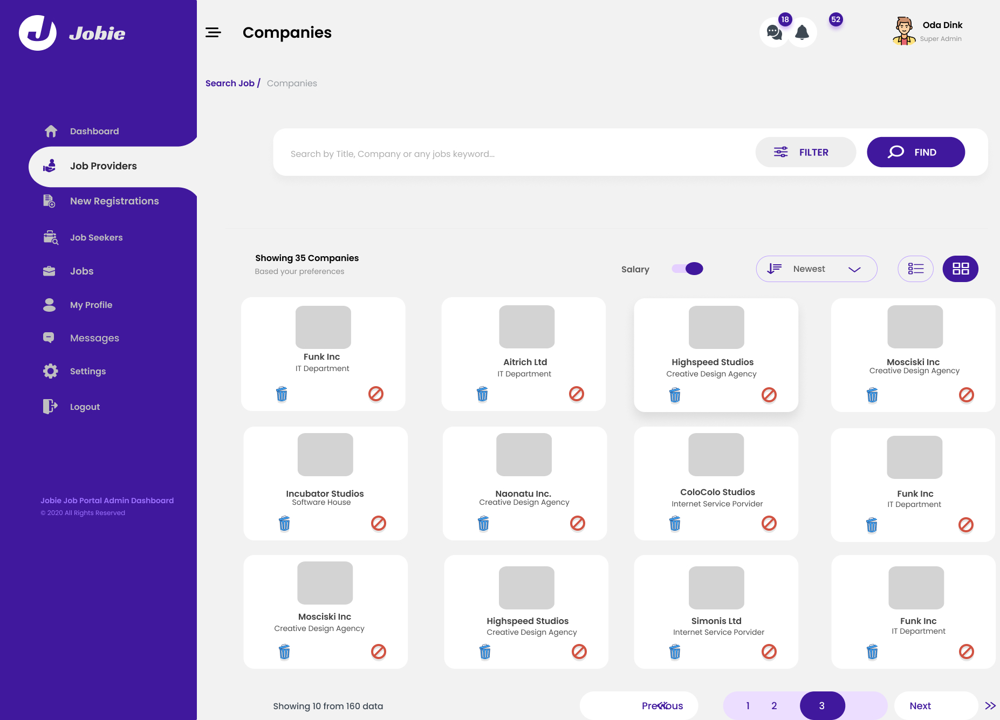 Jobie
Companies
18
52
Oda Dink
Super Admin
Search Job / Companies
Dashboard
Job Providers
New Registrations
Job Seekers
Jobs
My Profile
Messages
Settings
Logout
Jobie Job Portal Admin Dashboard
© 2020 All Rights Reserved
Search by Title, Company or any jobs keyword...
FILTER
FIND
Showing 35 Companies
Based your preferences
Salary
Newest
Funk Inc
IT Department
Aitrich Ltd
IT Department
Highspeed Studios
Creative Design Agency
Mosciski Inc
Creative Design Agency
Incubator Studios
Software House
Naonatu Inc.
Creative Design Agency
ColoColo Studios
Internet Service Porvider
Funk Inc
IT Department
Mosciski Inc
Creative Design Agency
Highspeed Studios
Creative Design Agency
Simonis Ltd
Internet Service Porvider
Funk Inc
IT Department
Showing 10 from 160 data
Previous
1 2 3
Next